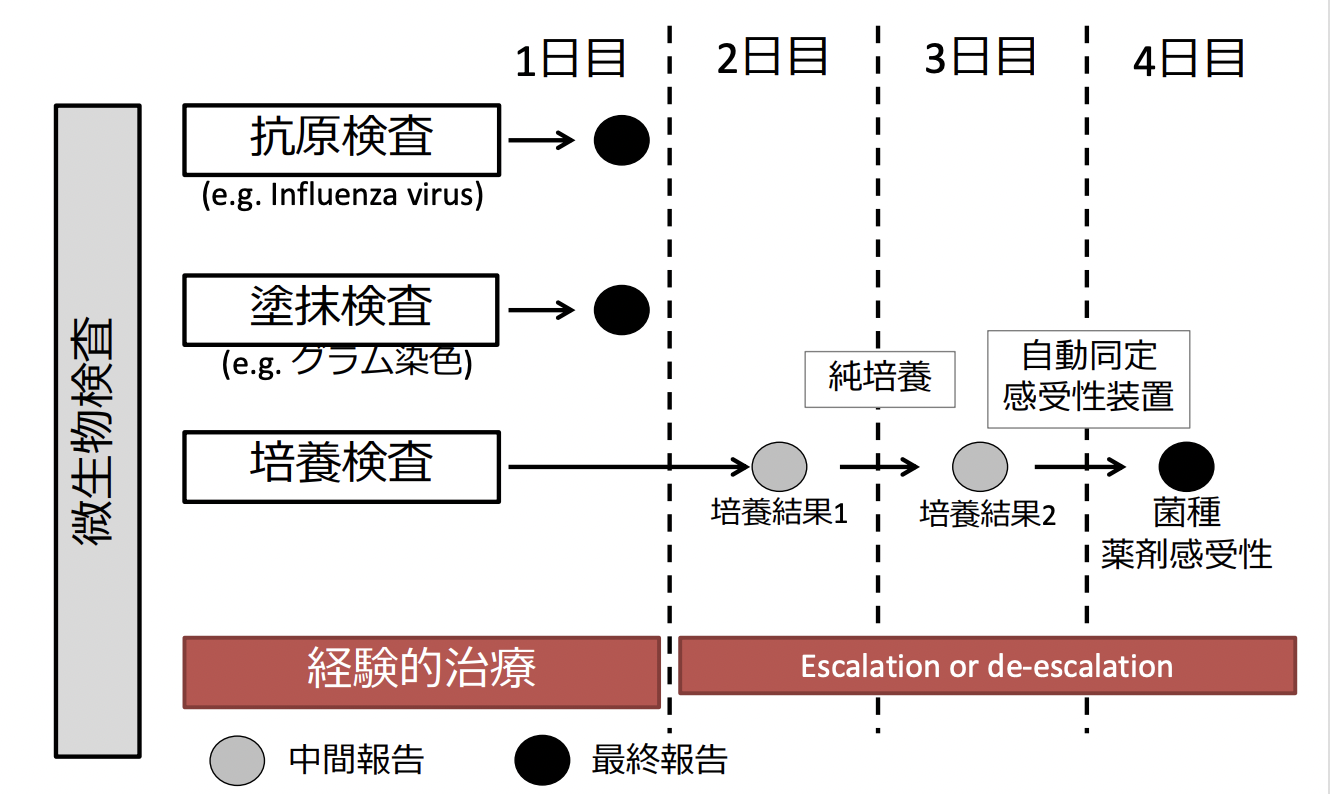 1日目
2日目
3日目
4日目
微生物検査
抗原検査
(e.g. Influenza virus)
塗抹検査
(e.g. グラム染色)
培養検査
純培養
自動同定
感受性装置
培養結果1
培養結果2
菌種
薬剤感受性
経験的治療
Escalation or de-escalation
中間報告
最終報告